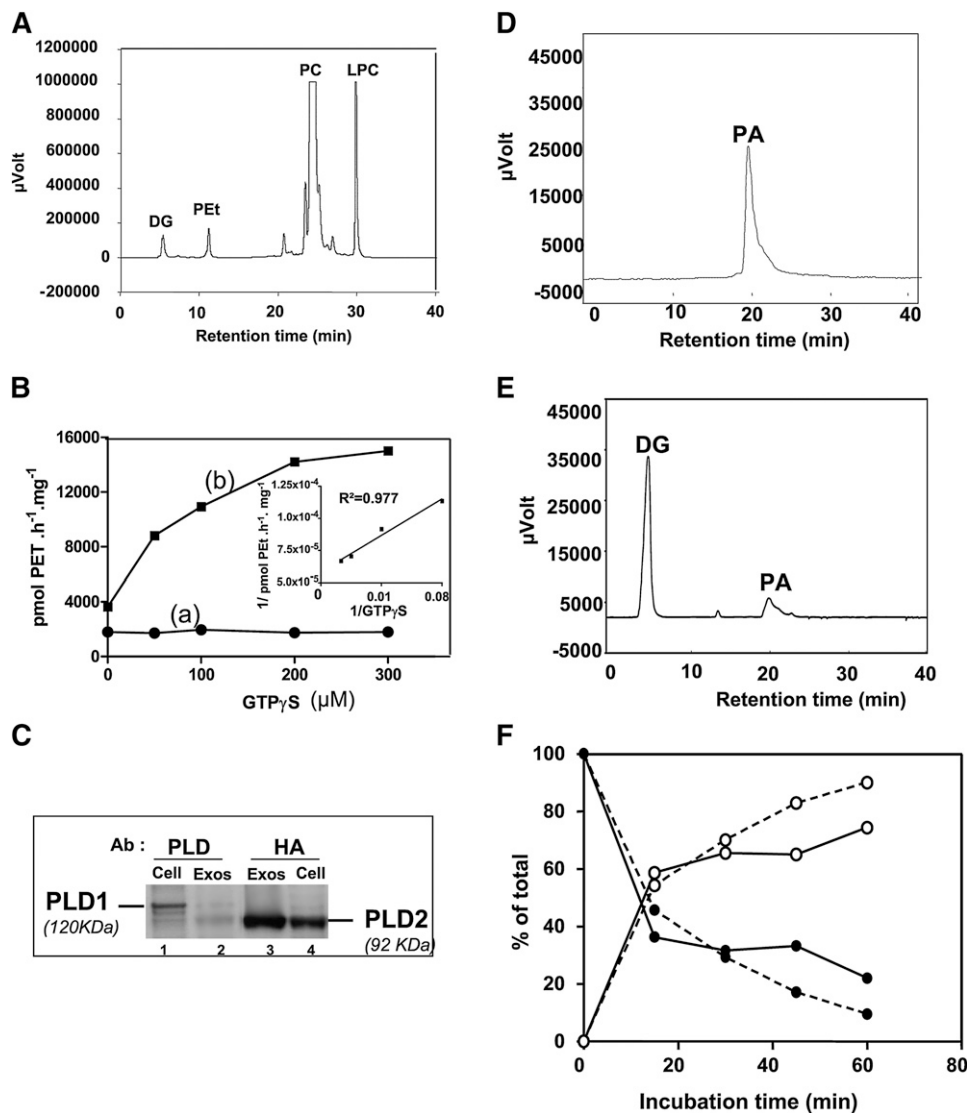 A
1200000
1000000
800000
600000
400000
200000
0
-200000
µVolt
DG
PEt
PC
LPC
0 10 20 30 40
Retention time (min)
B
16000
12000
8000
4000
0
pmol PET .h-1.mg-1
(b)
(a)
0 100 200 300
GTPγS (µM)
1.25x10-4
1.0x10-4
7.5x10-5
5.0x10-5
1/ pmol PEt .h-1. mg-1
R²=0.977
0 0.01 0.08
1/GTPγS
C
Ab : PLD HA
Cell Exos Exos Cell
PLD1
(120KDa)
PLD2
(92 KDa)
1 2 3 4
D
45000
35000
25000
15000
5000
-5000
µVolt
PA
0 10 20 30 40
Retention time (min)
E
45000
35000
25000
15000
5000
-5000
µVolt
DG
PA
0 10 20 30 40
Retention time (min)
F
100
80
60
40
20
0
% of total
0 20 40 60 80
Incubation time (min)